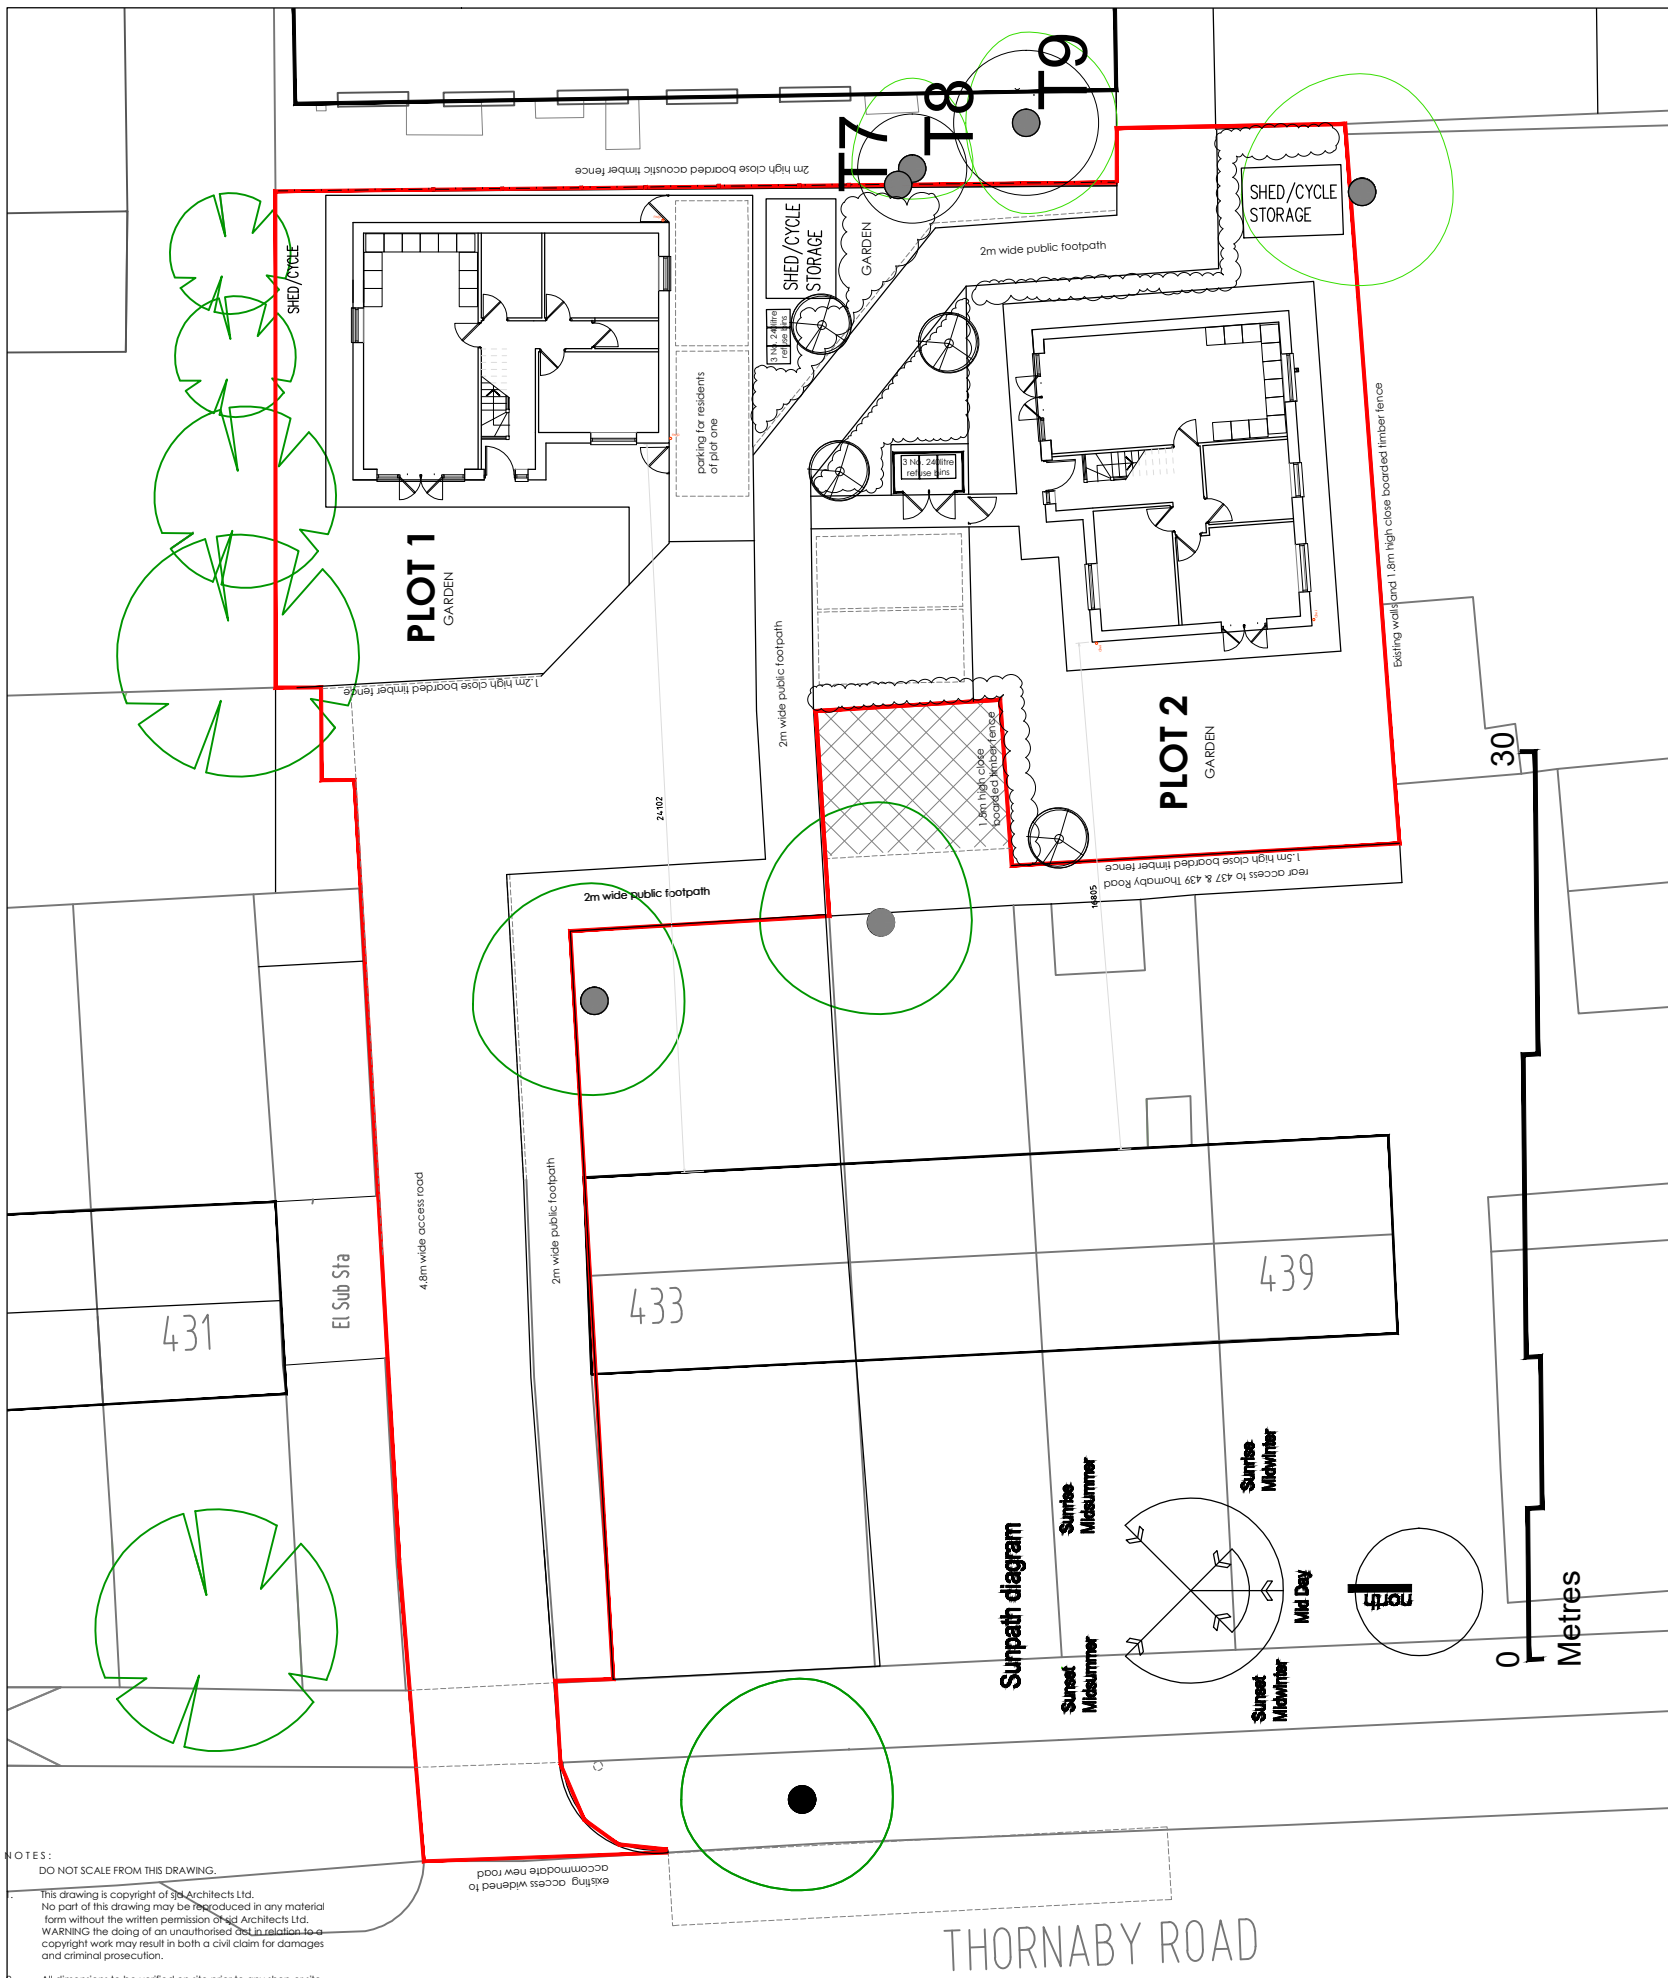 T7
T8
T9
2m high close boarded acoustic timber fence
SHED/CYCLE
SHED/CYCLE
STORAGE
GARDEN
2m wide public footpath
SHED/CYCLE
STORAGE
3 No. 240litre
refuse bins
parking for residents
of plot one
3 No. 240litre
refuse bins
Existing walls and 1.8m high close boarded timber fence
PLOT 1
GARDEN
1.2m high close boarded timber fence
2m wide public footpath
PLOT 2
GARDEN
1.5m high close
boarded timber fence
24102
1.5m high close boarded timber fence
rear access to 437 & 439 Thornaby Road
16805
2m wide public footpath
30
4.8m wide access road
2m wide public footpath
El Sub Sta
431
433
439
Sunpath diagram
Sunrise
Midsummer
Sunrise
Midwinter
Mid Day
Sunset
Midsummer
Sunset
Midwinter
north
0
Metres
existing access widened to
accommodate new road
THORNABY ROAD
NOTES:
DO NOT SCALE FROM THIS DRAWING.
This drawing is copyright of sjd Architects Ltd.
No part of this drawing may be reproduced in any material
form without the written permission of sjd Architects Ltd.
WARNING the doing of an unauthorised act in relation to a
copyright work may result in both a civil claim for damages
and criminal prosecution.